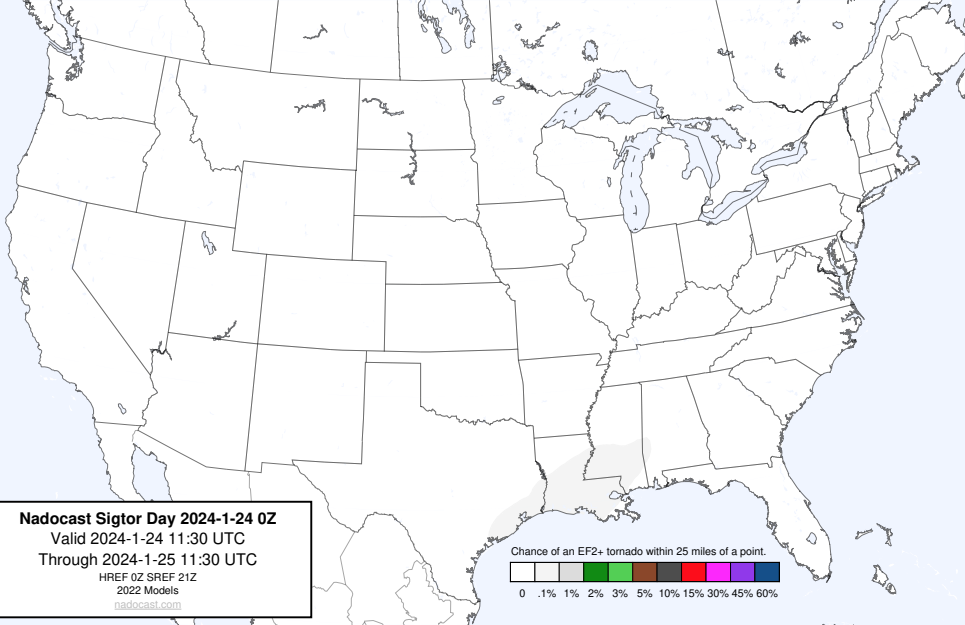 Nadocast Sigtor Day 2024-1-24 0Z
Valid 2024-1-24 11:30 UTC
Through 2024-1-25 11:30 UTC
HREF 0Z SREF 21Z
2022 Models
nadocast.com
Chance of an EF2+ tornado within 25 miles of a point.
0 .1% 1% 2% 3% 5% 10% 15% 30% 45% 60%